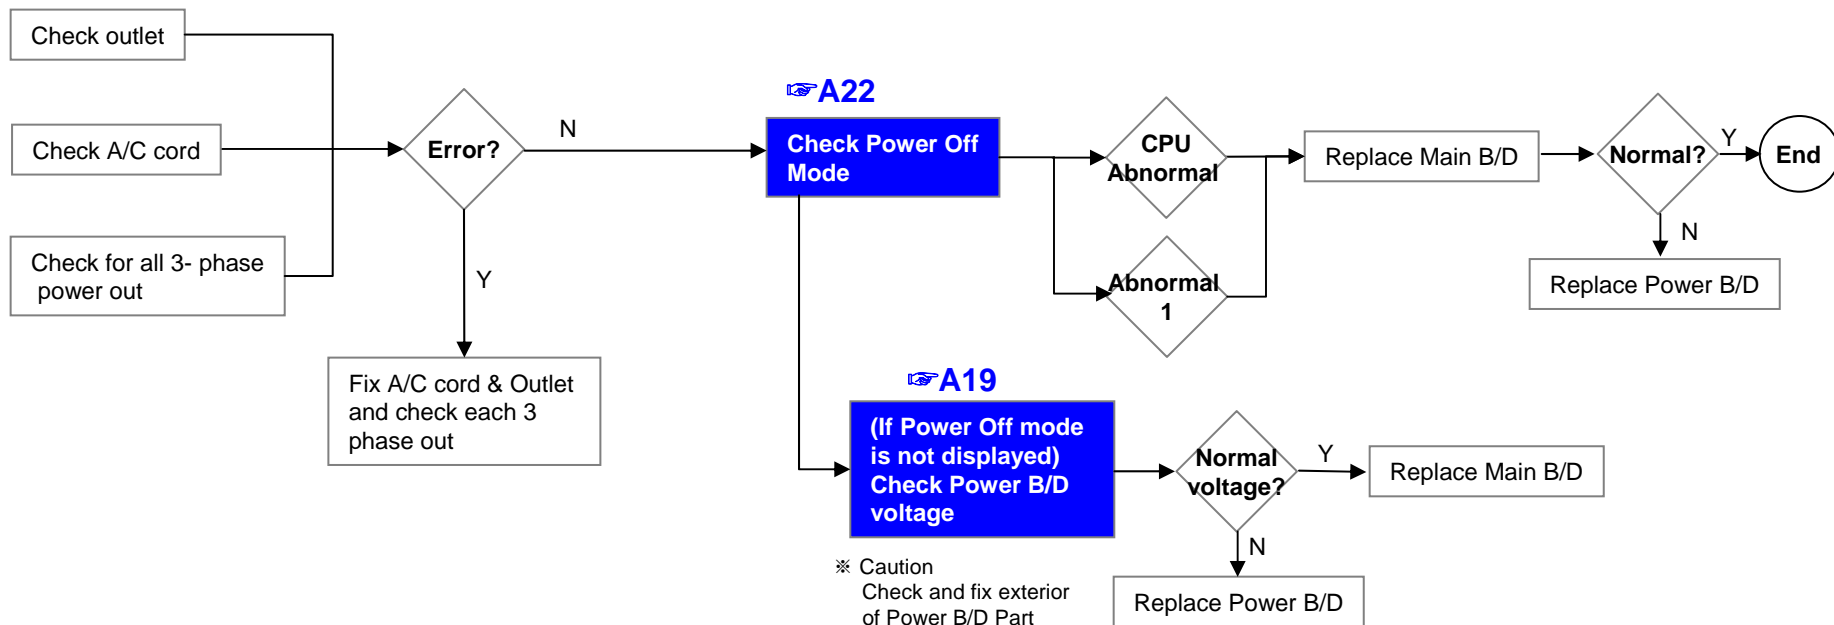 Check outlet
Check A/C cord
Check for all 3- phase
power out
Error?
N
Y
Fix A/C cord & Outlet
and check each 3
phase out
☞A22
Check Power Off
Mode
CPU
Abnormal
Abnormal
1
Replace Main B/D
Normal?
Y
End
N
Replace Power B/D
☞A19
(If Power Off mode
is not displayed)
Check Power B/D
voltage
※ Caution
Check and fix exterior
of Power B/D Part
Normal
voltage?
Y
Replace Main B/D
N
Replace Power B/D